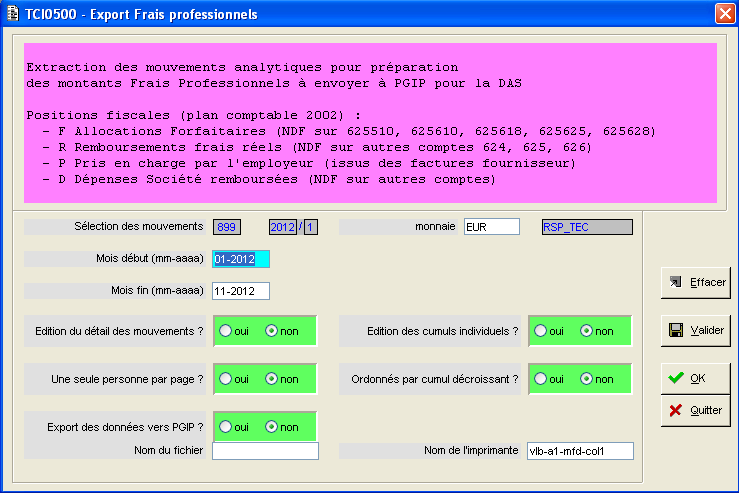 TCI0500 - Export Frais professionnels
Extraction des mouvements analytiques pour préparation
des montants Frais Professionnels à envoyer à PGIP pour la DAS
Positions fiscales (plan comptable 2002) :
- F Allocations Forfaitaires (NDF sur 625510, 625610, 625618, 625625, 625628)
- R Remboursements frais réels (NDF sur autres comptes 624, 625, 626)
- P Pris en charge par l'employeur (issus des factures fournisseur)
- D Dépenses Société remboursées (NDF sur autres comptes)
Sélection des mouvements 899 2012 / 1 monnaie EUR RSP_TEC
Mois début (mm-aaaa) 01-2012
Mois fin (mm-aaaa) 11-2012
Effacer
Edition du détail des mouvements ? oui non Edition des cumuls individuels ? oui non
Valider
Une seule personne par page ? oui non Ordonnés par cumul décroissant ? oui non
OK
Quitter
Export des données vers PGIP ? oui non
Nom du fichier Nom de l'imprimante vlb-a1-mfd-col1